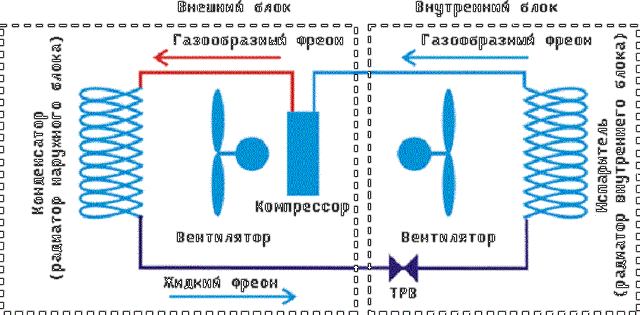 Внешний блок
Внутренний блок
Газообразный фреон
Газообразный фреон
Конденсатор
(радиатор наружного блока)
Компрессор
Вентилятор
Вентилятор
Испаритель
(радиатор внутреннего блока)
Жидкий фреон
ТРВ